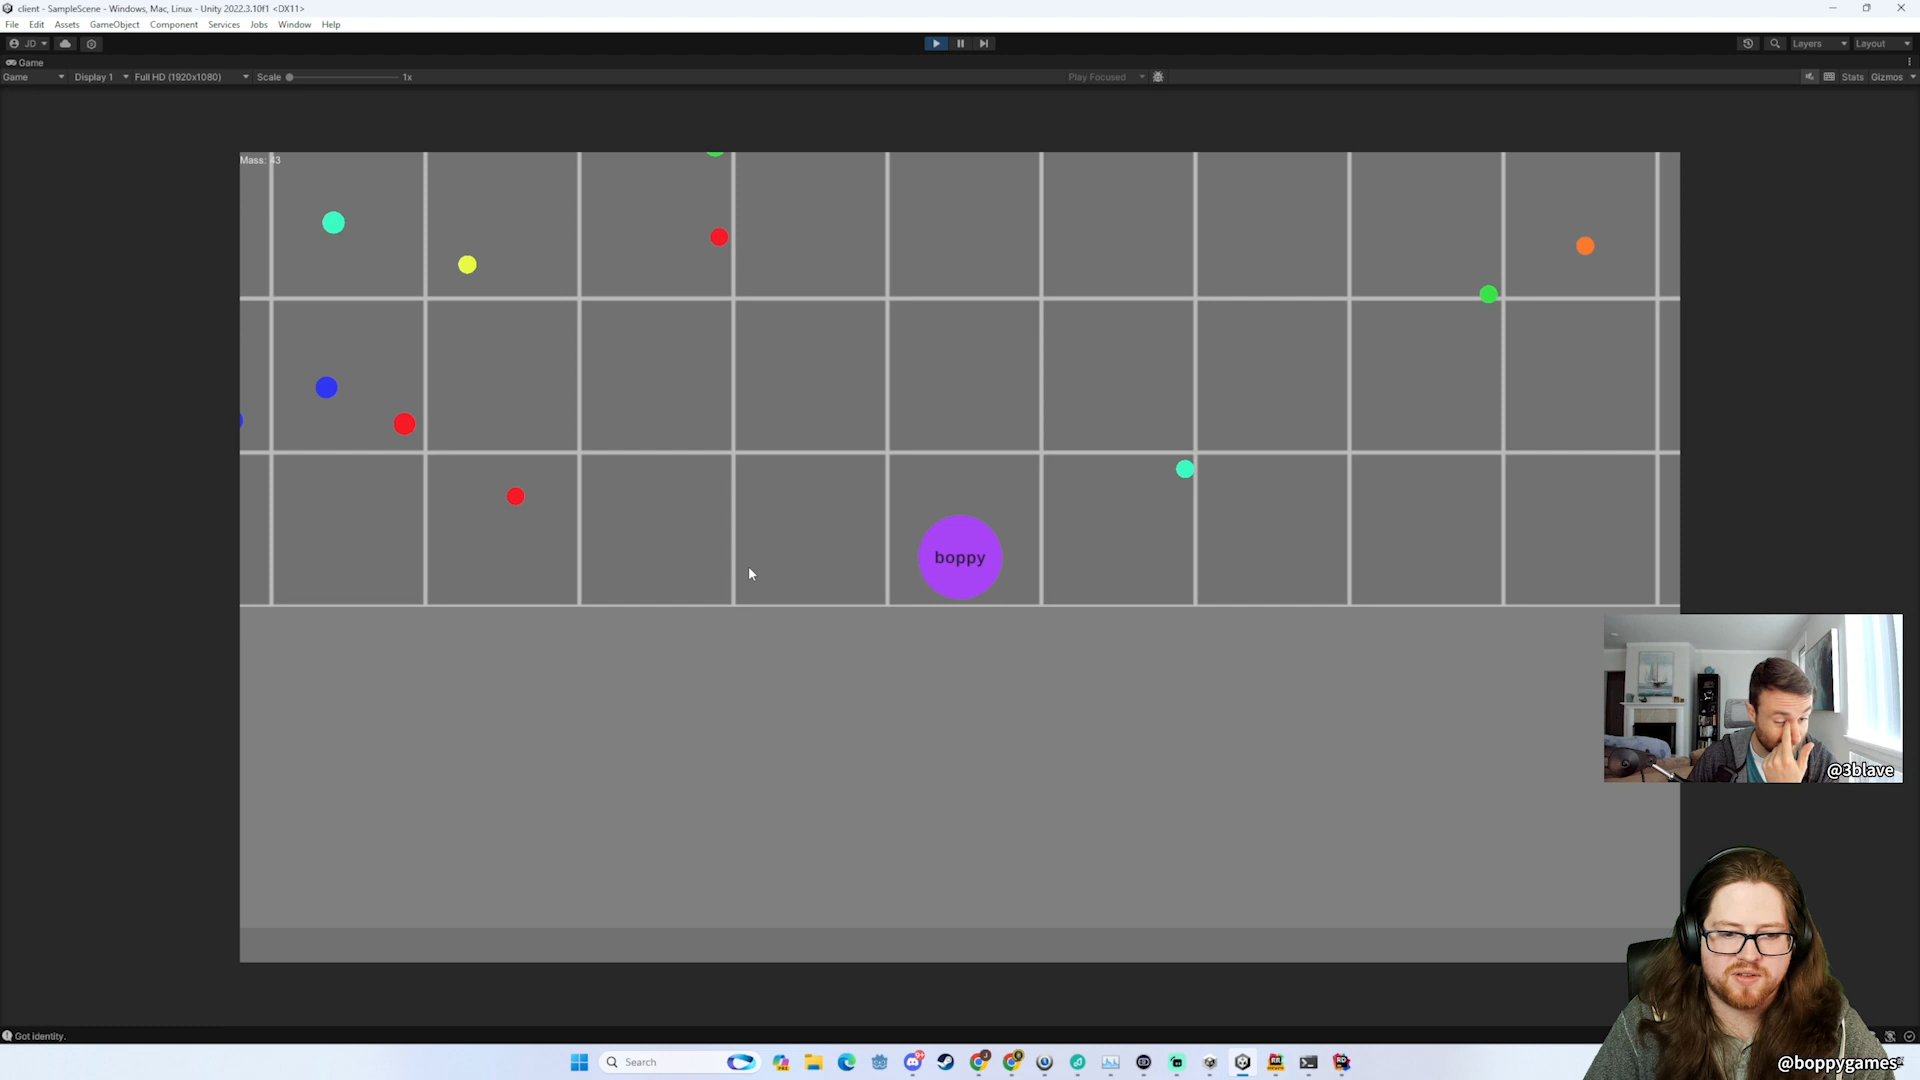 client - SampleScene - Windows, Mac, Linux - Unity 2022.3.10f1 <DX11>
File Edit Assets GameObject Component Services Jobs Window Help
JD Layers Layout
Game
Game Display 1 Full HD (1920x1080) Scale 1x Play Focused Stats Gizmos
Mass: 43
boppy
@3blave
Got identity.
Search
@boppygames